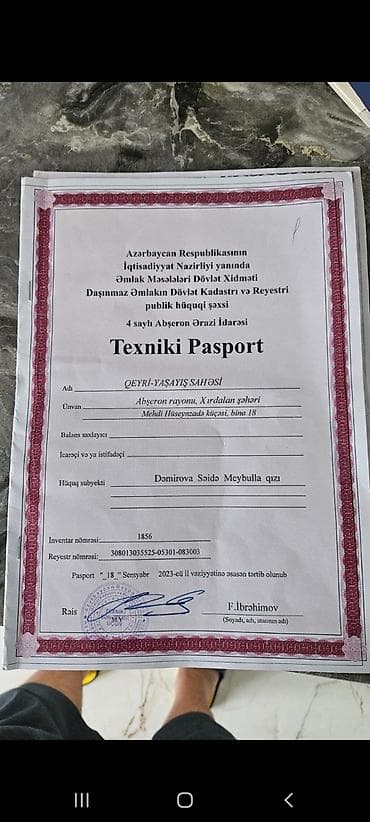 Azərbaycan Respublikasının
İqtisadiyyat Nazirliyi yanında
Əmlak Məsələləri Dövlət Xidməti
Daşınmaz Əmlakın Dövlət Kadastrı və Reyestri
publik hüquqi şəxsi
4 saylı Abşeron Ərazi İdarəsi
Texniki Pasport
Adı QEYRİ-YAŞAYIŞ SAHƏSİ
Ünvan Abşeron rayonu, Xırdalan şəhəri
Mehdi Hüseynzadə küçəsi, bina 18
Balans saxlayıcı
İcarəçi və ya istifadəçi
Hüquq subyekti Dəmirova Səidə Meybulla qızı
İnventar nömrəsi: 1856
Reyestr nömrəsi: 308013035525-05301-083003
Pasport "_18_" Sentyabr 2023-cü il vəziyyətinə əsasən tərtib olunub
Rəis F.İbrəhimov
(Soyadı, adı, atasının adı)